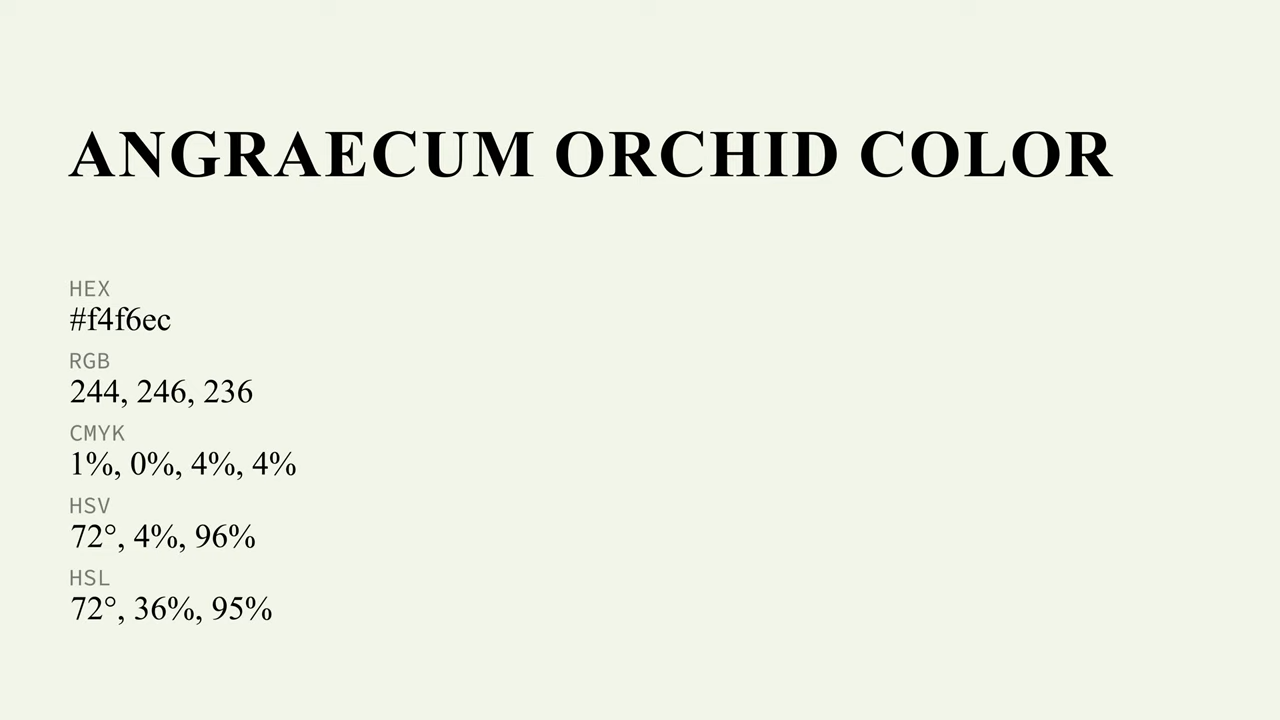 ANGRAECUM ORCHID COLOR
HEX
#f4f6ec
RGB
244, 246, 236
CMYK
1%, 0%, 4%, 4%
HSV
72°, 4%, 96%
HSL
72°, 36%, 95%